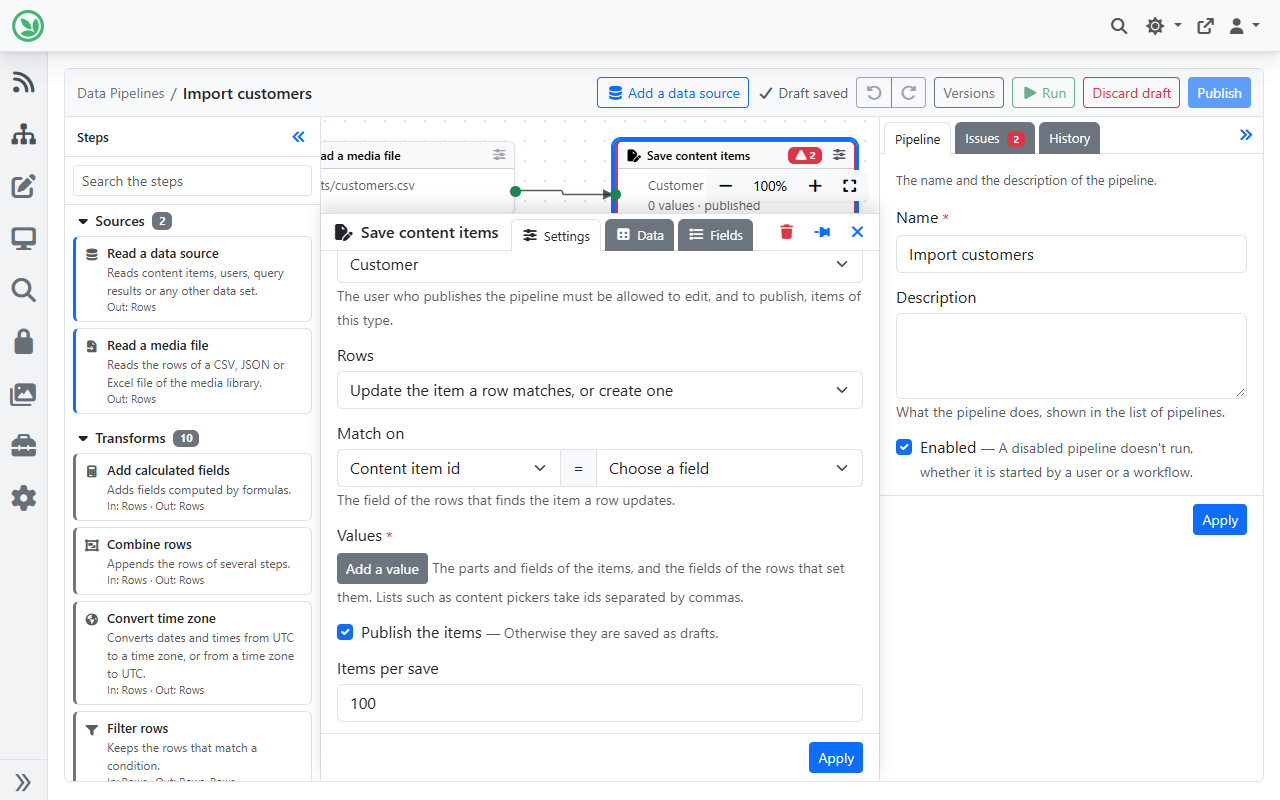 Data Pipelines / Import customers
Add a data source
Draft saved
Versions
Run
Discard draft
Publish
Steps
Search the steps
Sources 2
Read a data source
Reads content items, users, query
results or any other data set.
Out: Rows
Read a media file
Reads the rows of a CSV, JSON or
Excel file of the media library.
Out: Rows
Transforms 10
Add calculated fields
Adds fields computed by formulas.
In: Rows · Out: Rows
Combine rows
Appends the rows of several steps.
In: Rows · Out: Rows
Convert time zone
Converts dates and times from UTC
to a time zone, or from a time zone
to UTC.
In: Rows · Out: Rows
Filter rows
Keeps the rows that match a
condition.
ad a media file
ts/customers.csv
Save content items
2
Customer
0 values · published
100%
Save content items
Settings
Data
Fields
Customer
The user who publishes the pipeline must be allowed to edit, and to publish, items of
this type.
Rows
Update the item a row matches, or create one
Match on
Content item id
=
Choose a field
The field of the rows that finds the item a row updates.
Values *
Add a value The parts and fields of the items, and the fields of the rows that set
them. Lists such as content pickers take ids separated by commas.
Publish the items — Otherwise they are saved as drafts.
Items per save
100
Apply
Pipeline
Issues 2
History
The name and the description of the pipeline.
Name *
Import customers
Description
What the pipeline does, shown in the list of pipelines.
Enabled — A disabled pipeline doesn't run,
whether it is started by a user or a workflow.
Apply